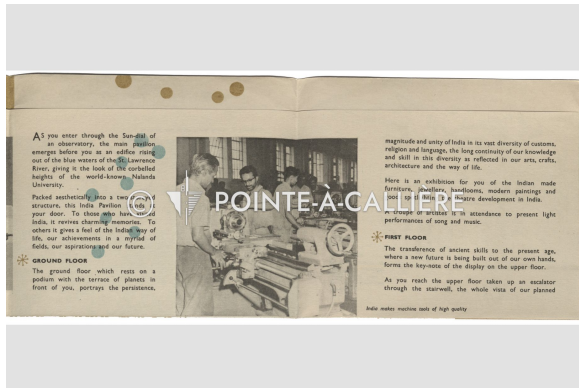 AS you enter through the Sun-dial of
an observatory, the main pavilion
emerges before you as an edifice rising
out of the blue waters of the St. Lawrence
River, giving it the look of the corbelled
heights of the world-known Nalanda
University.
Packed aesthetically into a two-storeyed
structure, this India Pavilion stands at
your door. To those who have visited
India, it revives charming memories. To
others it gives a feel of the Indian way of
life, our achievements in a myriad of
fields, our aspirations and our future.
GROUND FLOOR
The ground floor which rests on a
podium with the terrace of planets in
front of you, portrays the persistence,
magnitude and unity of India in its vast diversity of customs,
religion and language, the long continuity of our knowledge
and skill in this diversity as reflected in our arts, crafts,
architecture and the way of life.
Here is an exhibition for you of the Indian made
furniture, jewellery, handlooms, modern paintings and
theatre development in India.
A troupe of artistes is in attendance to present light
performances of song and music.
FIRST FLOOR
The transference of ancient skills to the present age,
where a new future is being built out of our own hands,
forms the key-note of the display on the upper floor.
As you reach the upper floor taken up an escalator
through the stairwell, the whole vista of our planned
India makes machine tools of high quality
© POINTE-À-CALLIÈRE
© POINTE-À-CALLIÈRE